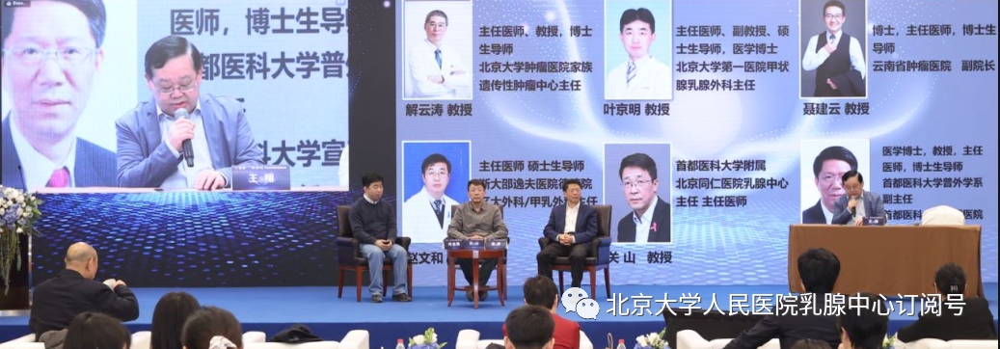 医师，博士生导
都医科大学普外
医科大学宣
主任医师、教授，博士
生导师
北京大学肿瘤医院家族
遗传性肿瘤中心主任
解云涛 教授
主任医师、副教授、硕
士生导师，医学博士
北京大学第一医院甲状
腺乳腺外科主任
叶京明 教授
医师，主任医师，博士生
导师
云南省肿瘤医院 副院长
聂建云 教授
主任医师 硕士生导师
浙大邵逸夫医院
外科/甲乳外
主任
赵文和
首都医科大学附属
北京同仁医院乳腺中心
主任 主任医师
关 山 教授
医学博士，教授，主任
医师，博士生导师
首都医科大学普外学系
副主任
首都医科
医院
北京大学人民医院乳腺中心订阅号